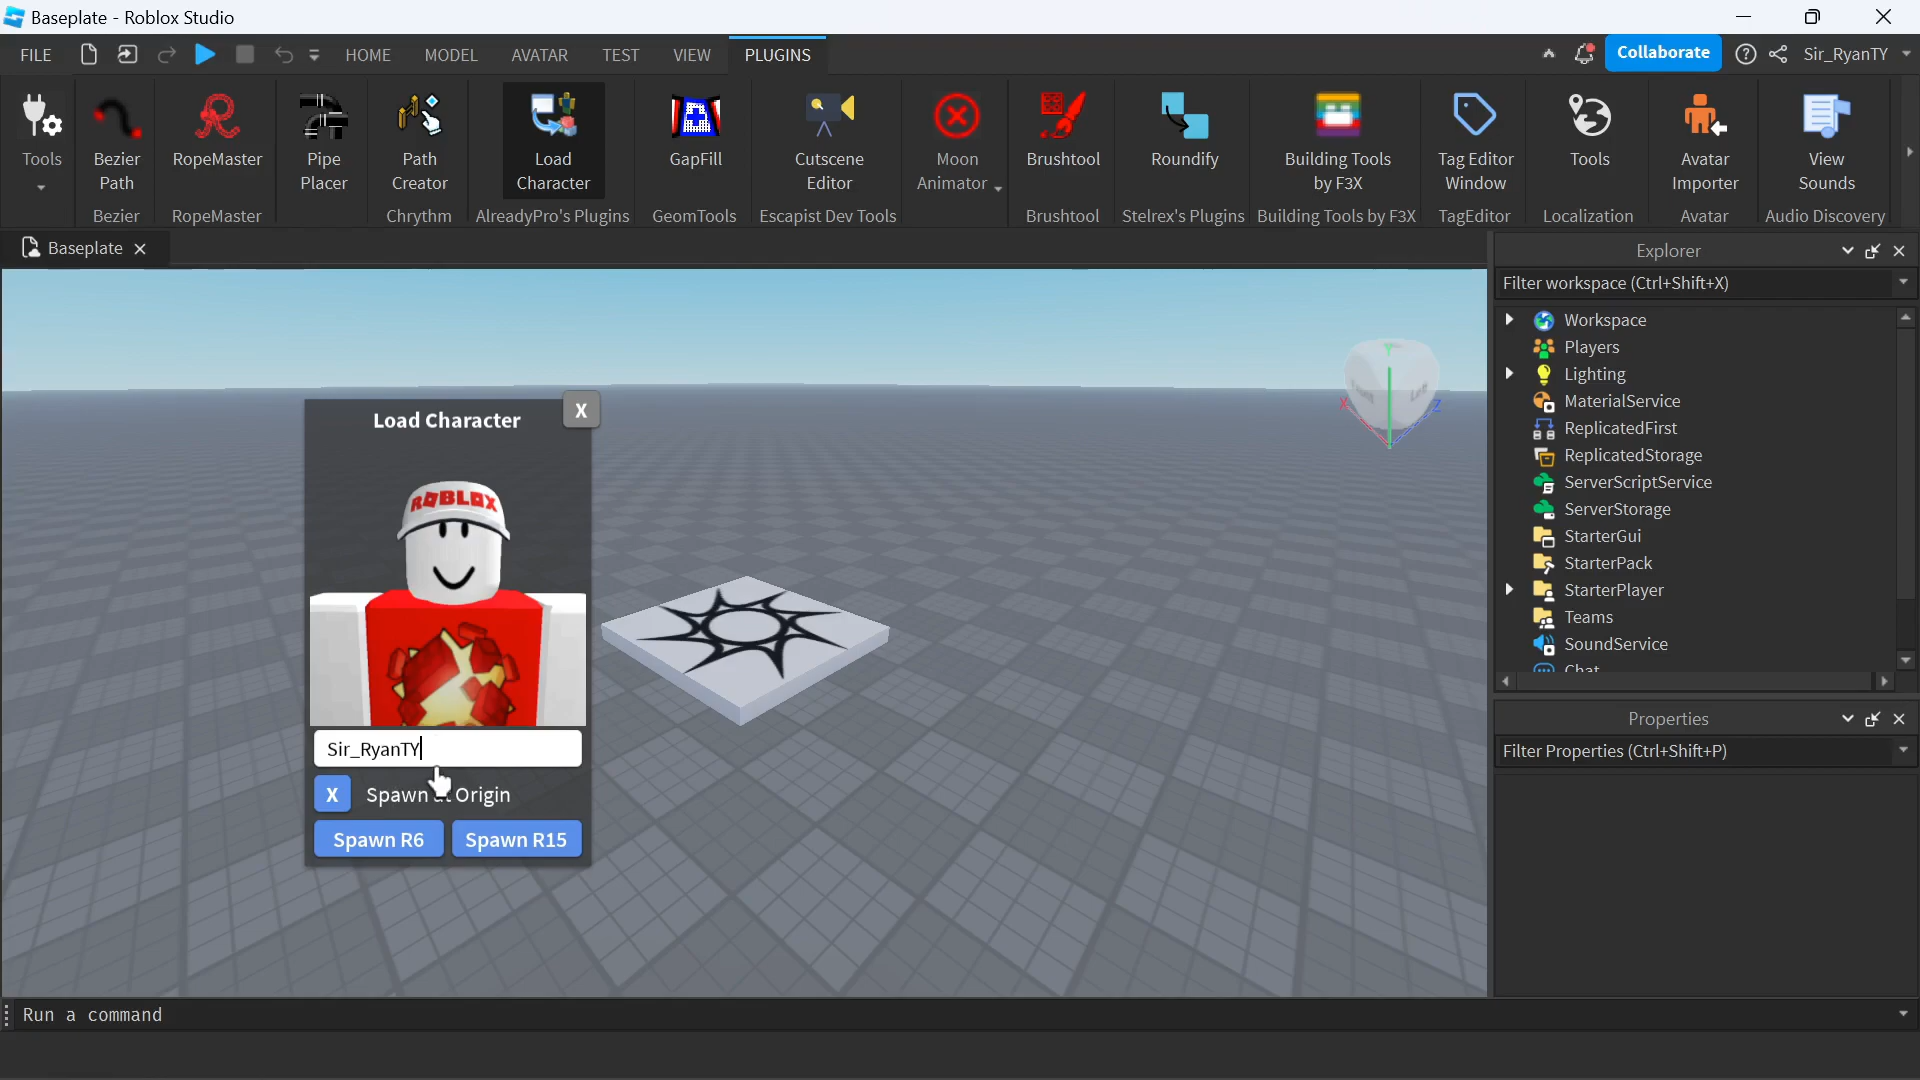 Baseplate - Roblox Studio
FILE HOME MODEL AVATAR TEST VIEW PLUGINS Collaborate Sir_RyanTY
Tools
Bezier Path
Bezier
RopeMaster
RopeMaster
Pipe Placer
Path Creator
Chrythm
Load Character
AlreadyPro's Plugins
GapFill
GeomTools
Cutscene Editor
Escapist Dev Tools
Moon Animator
Brushtool
Brushtool
Roundify
Stelrex's Plugins
Building Tools by F3X
Building Tools by F3X
Tag Editor Window
TagEditor
Tools
Localization
Avatar Importer
Avatar
View Sounds
Audio Discovery
Baseplate
Load Character
X
ROBLOX
Sir_RyanTY
X Spawn at Origin
Spawn R6 Spawn R15
Y
X
Z
Explorer
Filter workspace (Ctrl+Shift+X)
Workspace
Players
Lighting
MaterialService
ReplicatedFirst
ReplicatedStorage
ServerScriptService
ServerStorage
StarterGui
StarterPack
StarterPlayer
Teams
SoundService
Chat
Properties
Filter Properties (Ctrl+Shift+P)
Run a command